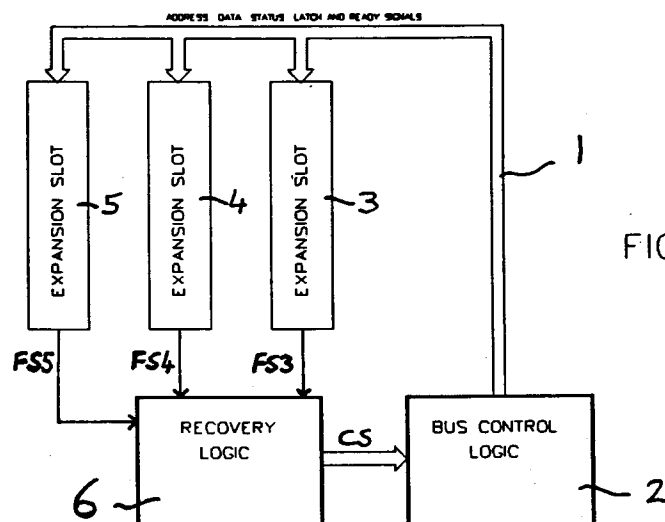 ADDRESS DATA STATUS LATCH AND READY SIGNALS
EXPANSION SLOT
5
EXPANSION SLOT
4
EXPANSION SLOT
3
1
FIG
FS5
FS4
FS3
RECOVERY
LOGIC
6
CS
BUS CONTROL
LOGIC
2